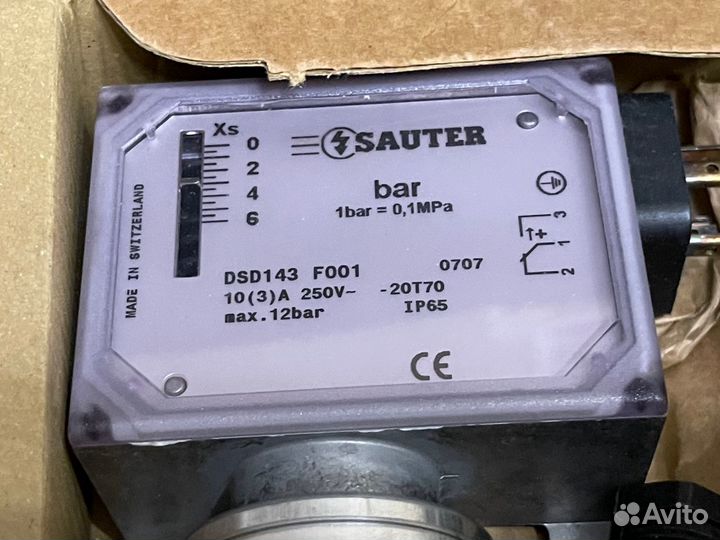 Xs
0
2
4
6
SAUTER
bar
1bar = 0,1MPa
MADE IN SWITZERLAND
3
1
2
+
DSD143 F001 0707
10(3)A 250V~ -20T70
max.12bar IP65
CE
Avito